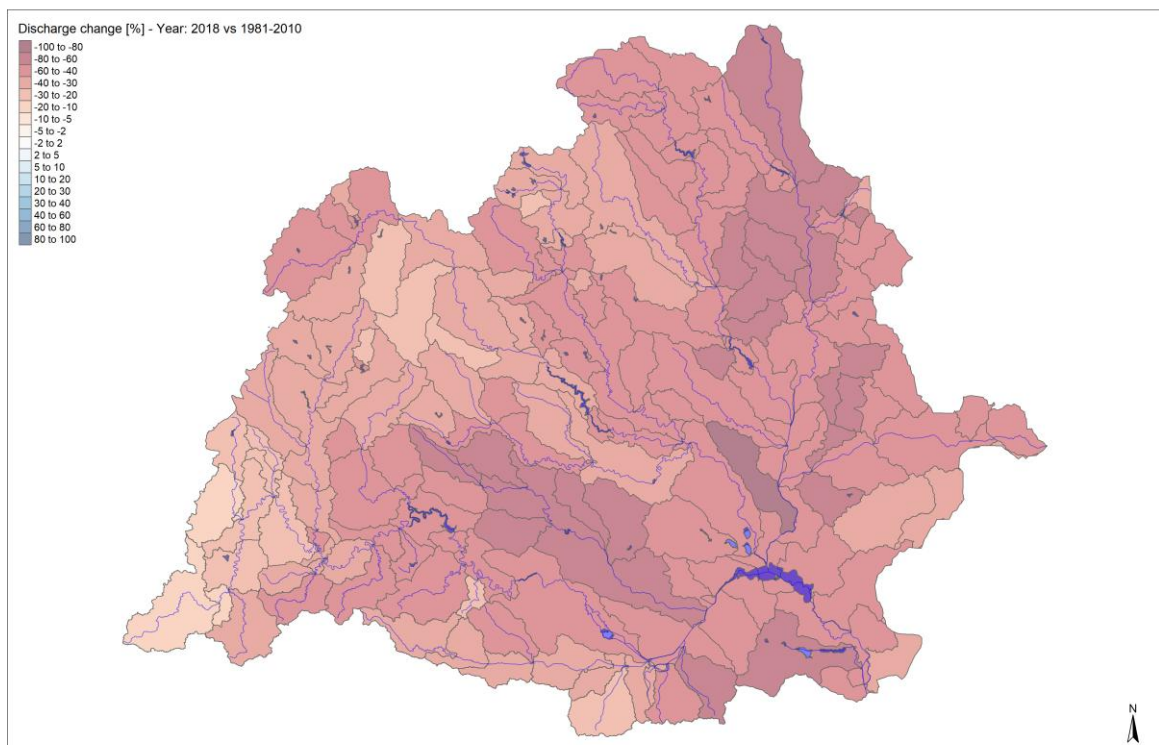 Discharge change [%] - Year: 2018 vs 1981-2010
-100 to -80
-80 to -60
-60 to -40
-40 to -30
-30 to -20
-20 to -10
-10 to -5
-5 to -2
-2 to 2
2 to 5
5 to 10
10 to 20
20 to 30
30 to 40
40 to 60
60 to 80
80 to 100
N